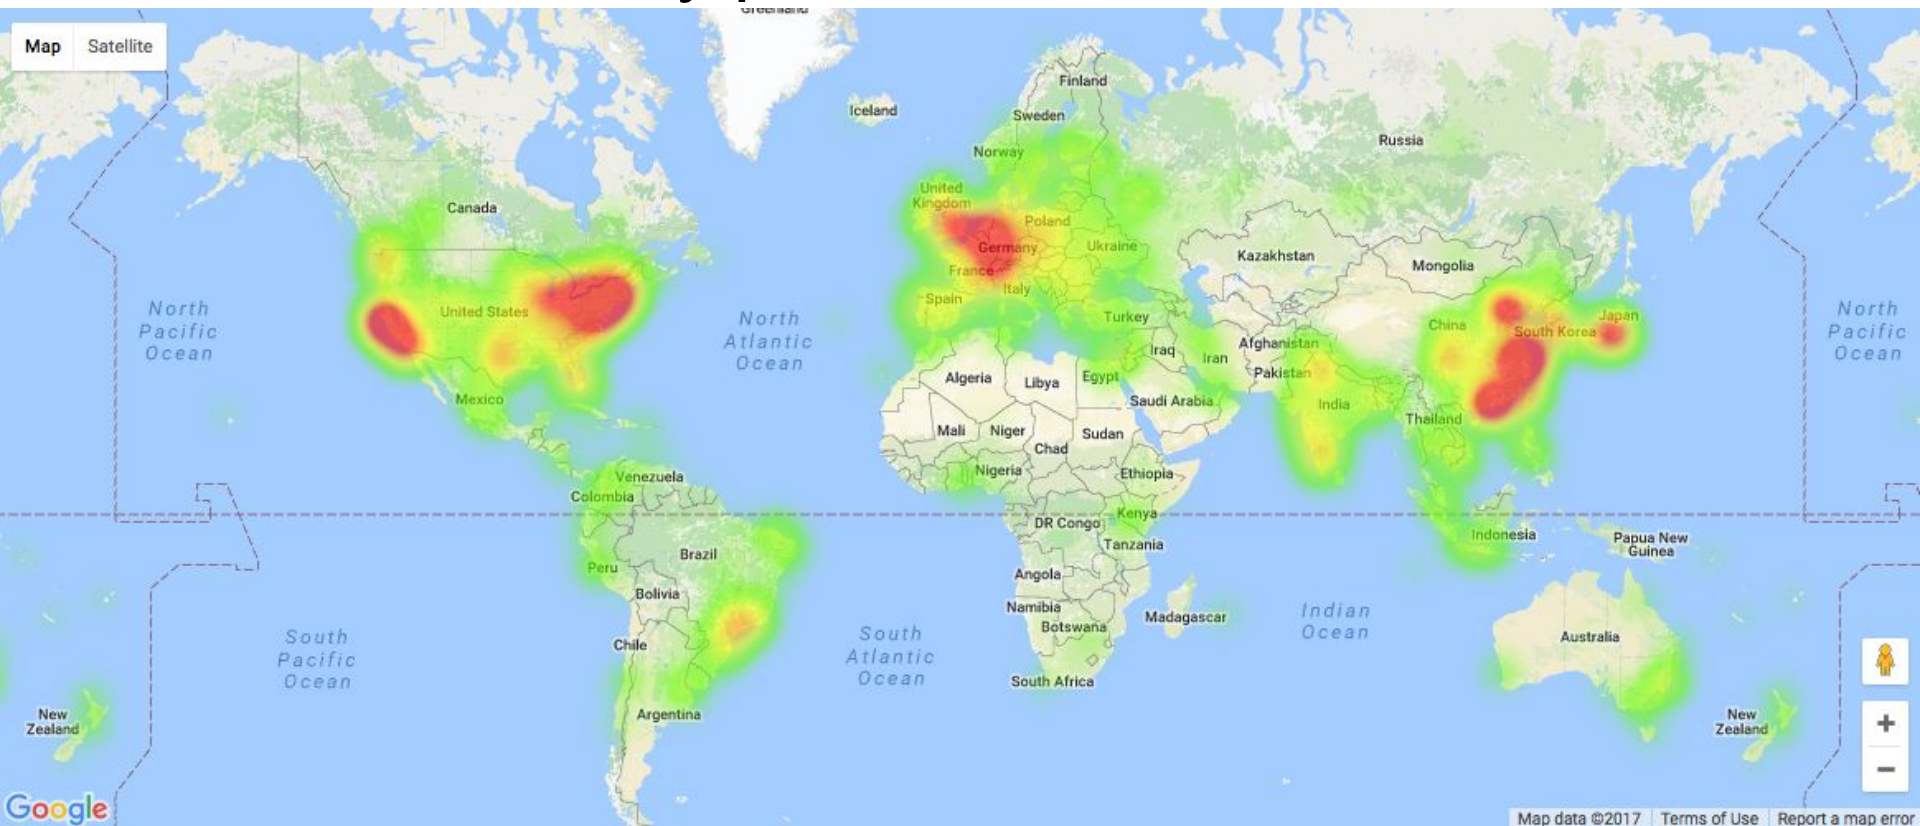 Greenland
Map
Satellite
Finland
Iceland
Sweden
Russia
Norway
United
Kingdom
Canada
Poland
Germany
Ukraine
Kazakhstan
Mongolia
France
Italy
Spain
North
Pacific
Ocean
United States
North
Atlantic
Ocean
Turkey
China
South Korea
Japan
North
Pacific
Ocean
Iraq
Iran
Afghanistan
Pakistan
Algeria
Libya
Egypt
Saudi Arabia
Mexico
India
Thailand
Mali
Niger
Chad
Sudan
Nigeria
Ethiopia
Venezuela
Colombia
DR Congo
Kenya
Tanzania
Indonesia
Papua New
Guinea
Brazil
Peru
Angola
Bolivia
Namibia
Botswana
Madagascar
Indian
Ocean
South
Pacific
Ocean
Chile
South
Atlantic
Ocean
Australia
South Africa
New
Zealand
Argentina
New
Zealand
+
−
Google
Map data ©2017
Terms of Use
Report a map error